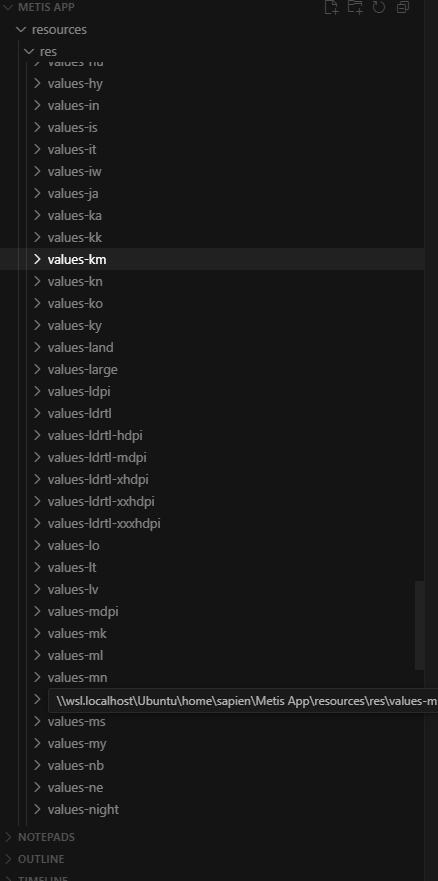 METIS APP
resources
res
values-hu
values-hy
values-in
values-is
values-it
values-iw
values-ja
values-ka
values-kk
values-km
values-kn
values-ko
values-ky
values-land
values-large
values-ldpi
values-ldrtl
values-ldrtl-hdpi
values-ldrtl-mdpi
values-ldrtl-xhdpi
values-ldrtl-xxhdpi
values-ldrtl-xxxhdpi
values-lo
values-lt
values-lv
values-mdpi
values-mk
values-ml
values-mn
\\wsl.localhost\Ubuntu\home\sapien\Metis App\resources\res\values-m
values-ms
values-my
values-nb
values-ne
values-night
NOTEPADS
OUTLINE
TIMELINE